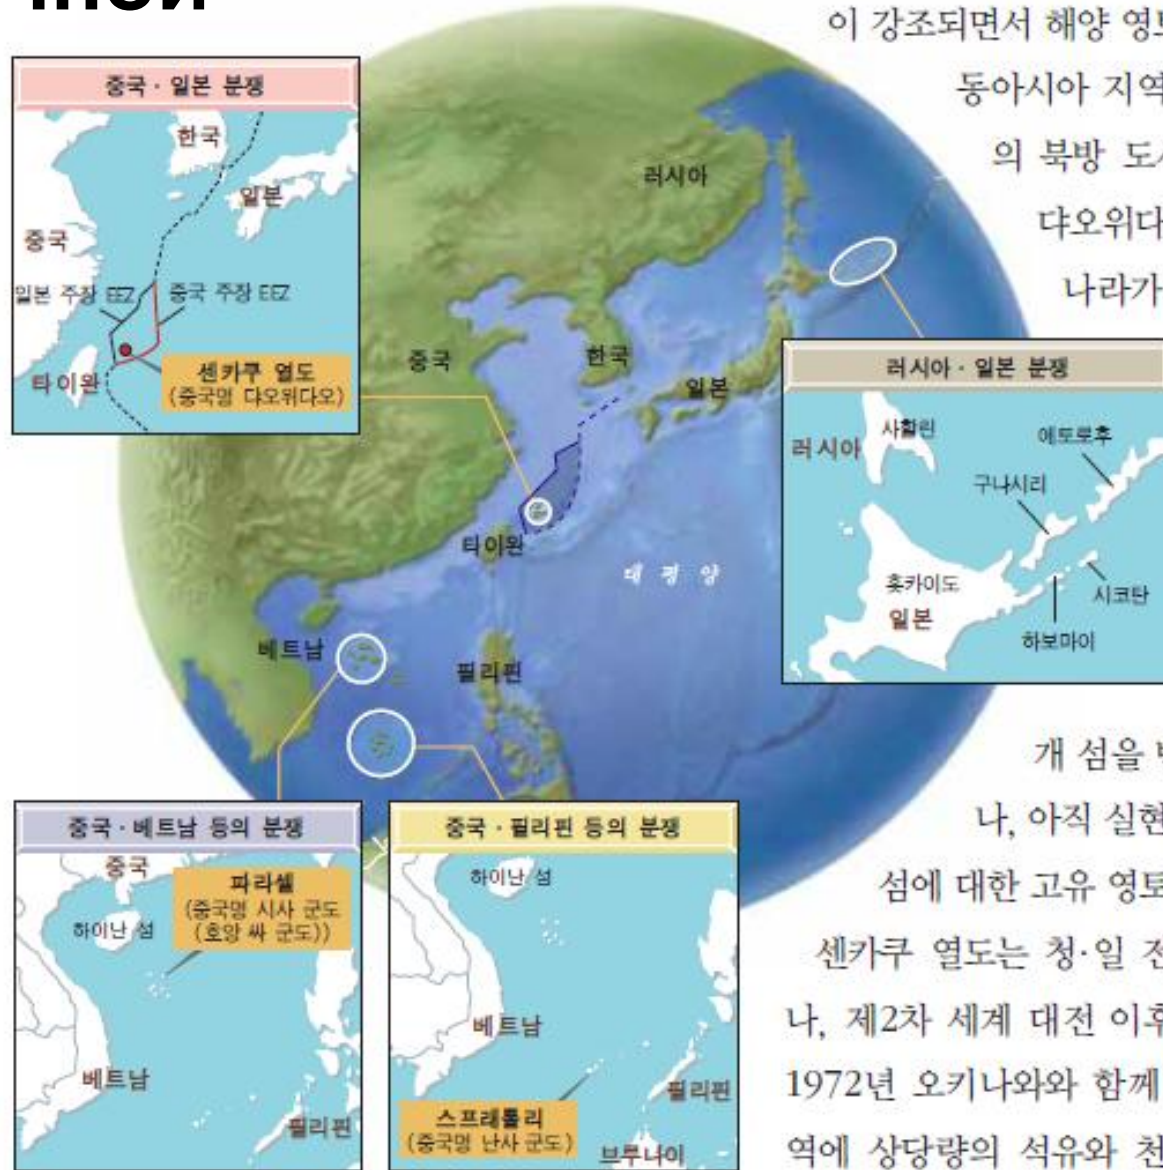 이 강조되면서 해양 영토
동아시아 지역
의 북방 도
댜오위다
나라가
중국·일본 분쟁
한국
일본
중국
일본 주장 EEZ
중국 주장 EEZ
센카쿠 열도
(중국명 댜오위다오)
타이완
러시아
중국
한국
일본
타이완
태평양
베트남
필리핀
러시아·일본 분쟁
러시아
사할린
에토로후
구나시리
홋카이도
일본
시코탄
하보마이
개 섬을
나, 아직 실현
섬에 대한 고유 영토
센카쿠 열도는 청·일 전
나, 제2차 세계 대전 이후
1972년 오키나와와 함께
역에 상당량의 석유와 천
중국·베트남 등의 분쟁
중국
파라셀
(중국명 시사 군도
(호앙 싸 군도))
하이난 섬
베트남
필리핀
중국·필리핀 등의 분쟁
하이난 섬
베트남
필리핀
스프래틀리
(중국명 난사 군도)
브루나이